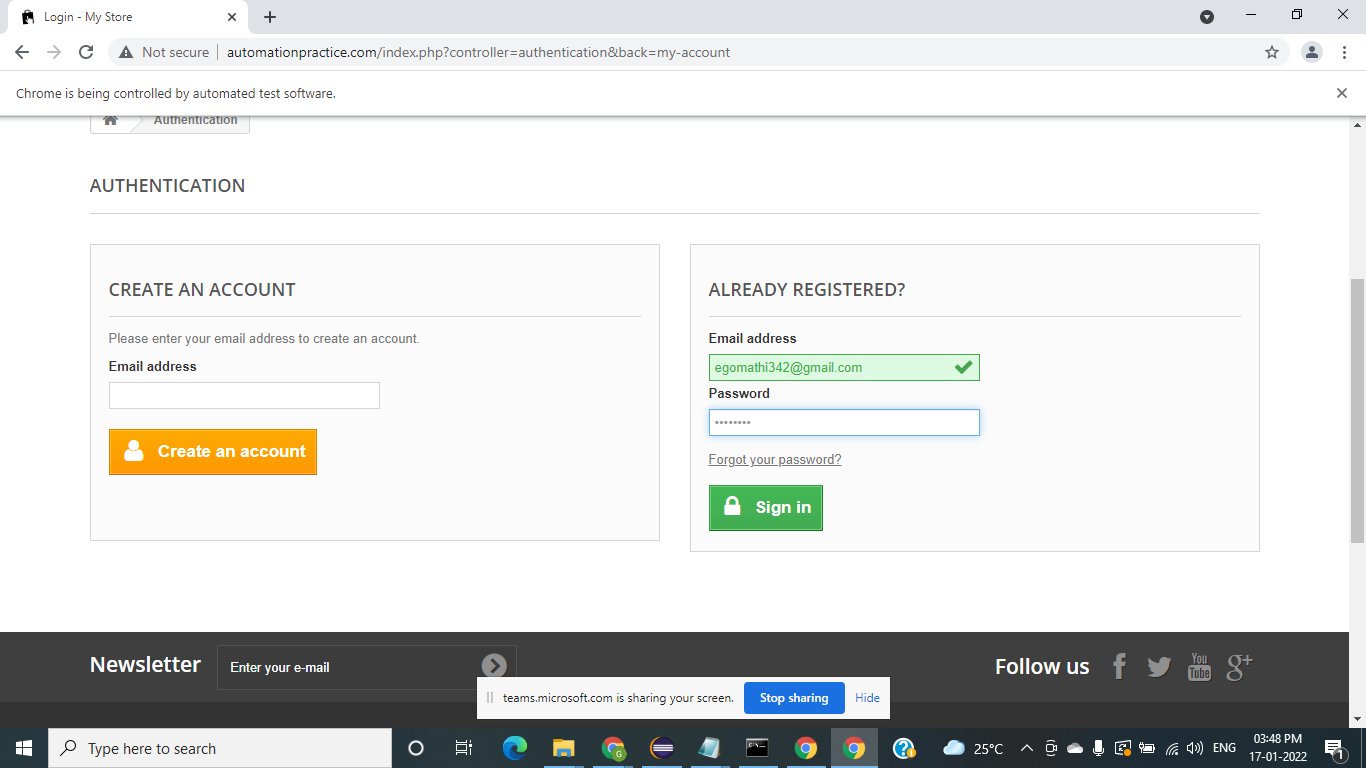 Login - My Store
Not secure
automationpractice.com/index.php?controller=authentication&back=my-account
Chrome is being controlled by automated test software.
Authentication
AUTHENTICATION
CREATE AN ACCOUNT
Please enter your email address to create an account.
Email address
Create an account
ALREADY REGISTERED?
Email address
egomathi342@gmail.com
Password
••••••••
Forgot your password?
Sign in
Newsletter
Enter your e-mail
Follow us
You Tube
g+
teams.microsoft.com is sharing your screen.
Stop sharing
Hide
Type here to search
G
25°C
ENG
03:48 PM
17-01-2022
1